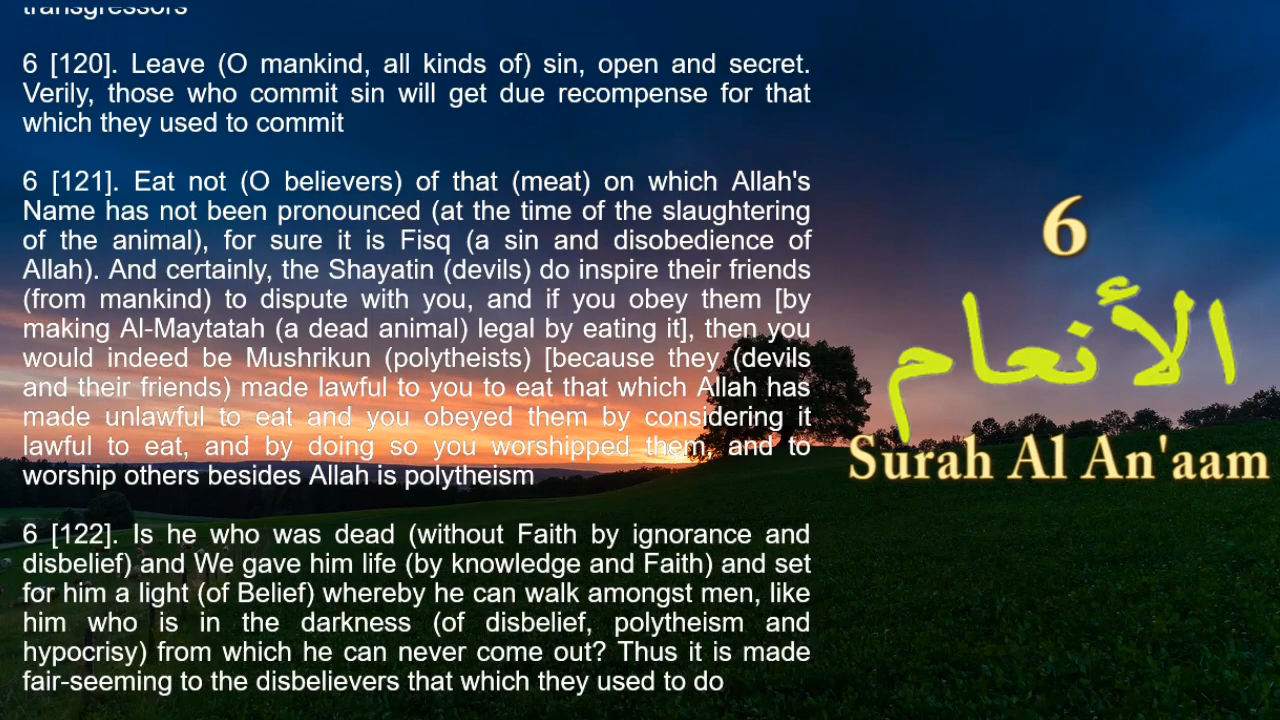 transgressors
6 [120]. Leave (O mankind, all kinds of) sin, open and secret.
Verily, those who commit sin will get due recompense for that
which they used to commit
6 [121]. Eat not (O believers) of that (meat) on which Allah's
Name has not been pronounced (at the time of the slaughtering
of the animal), for sure it is Fisq (a sin and disobedience of
Allah). And certainly, the Shayatin (devils) do inspire their friends
(from mankind) to dispute with you, and if you obey them [by
making Al-Maytatah (a dead animal) legal by eating it], then you
would indeed be Mushrikun (polytheists) [because they (devils
and their friends) made lawful to you to eat that which Allah has
made unlawful to eat and you obeyed them by considering it
lawful to eat, and by doing so you worshipped them, and to
worship others besides Allah is polytheism
6 [122]. Is he who was dead (without Faith by ignorance and
disbelief) and We gave him life (by knowledge and Faith) and set
for him a light (of Belief) whereby he can walk amongst men, like
him who is in the darkness (of disbelief, polytheism and
hypocrisy) from which he can never come out? Thus it is made
fair-seeming to the disbelievers that which they used to do
6
الأنعام
Surah Al An'aam